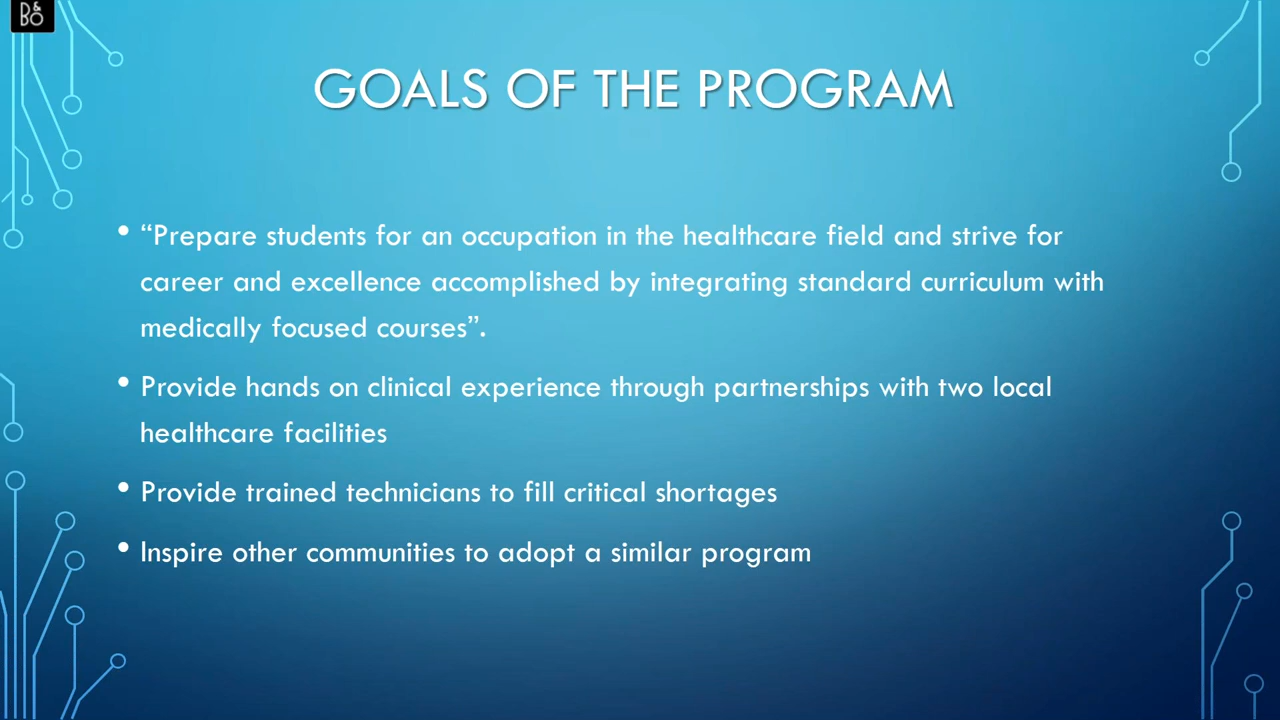 B&O
GOALS OF THE PROGRAM
• “Prepare students for an occupation in the healthcare field and strive for
career and excellence accomplished by integrating standard curriculum with
medically focused courses”.
• Provide hands on clinical experience through partnerships with two local
healthcare facilities
• Provide trained technicians to fill critical shortages
• Inspire other communities to adopt a similar program